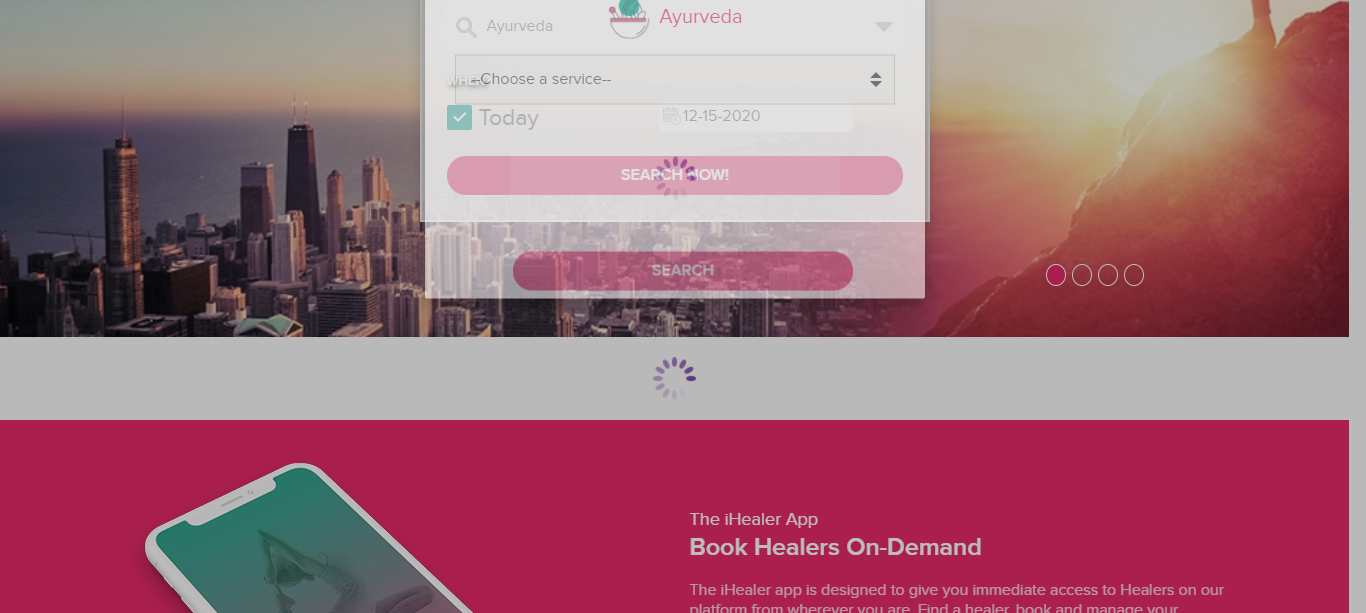 Ayurveda
Ayurveda
WHEN
--Choose a service--
Today
12-15-2020
SEARCH NOW!
SEARCH
The iHealer App
Book Healers On-Demand
The iHealer app is designed to give you immediate access to Healers on our
platform from wherever you are. Find a healer, book and manage your